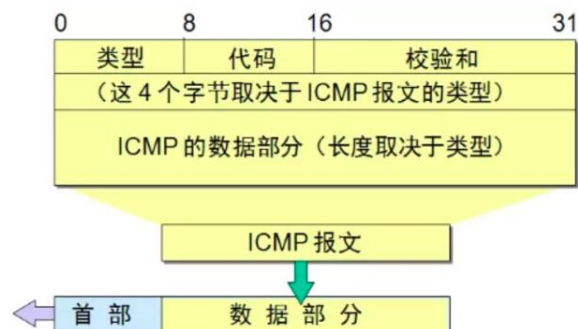 0 8 16 31
类型 代码 校验和
（这 4 个字节取决于 ICMP 报文的类型）
ICMP 的数据部分（长度取决于类型）
ICMP 报文
首部 数据部分